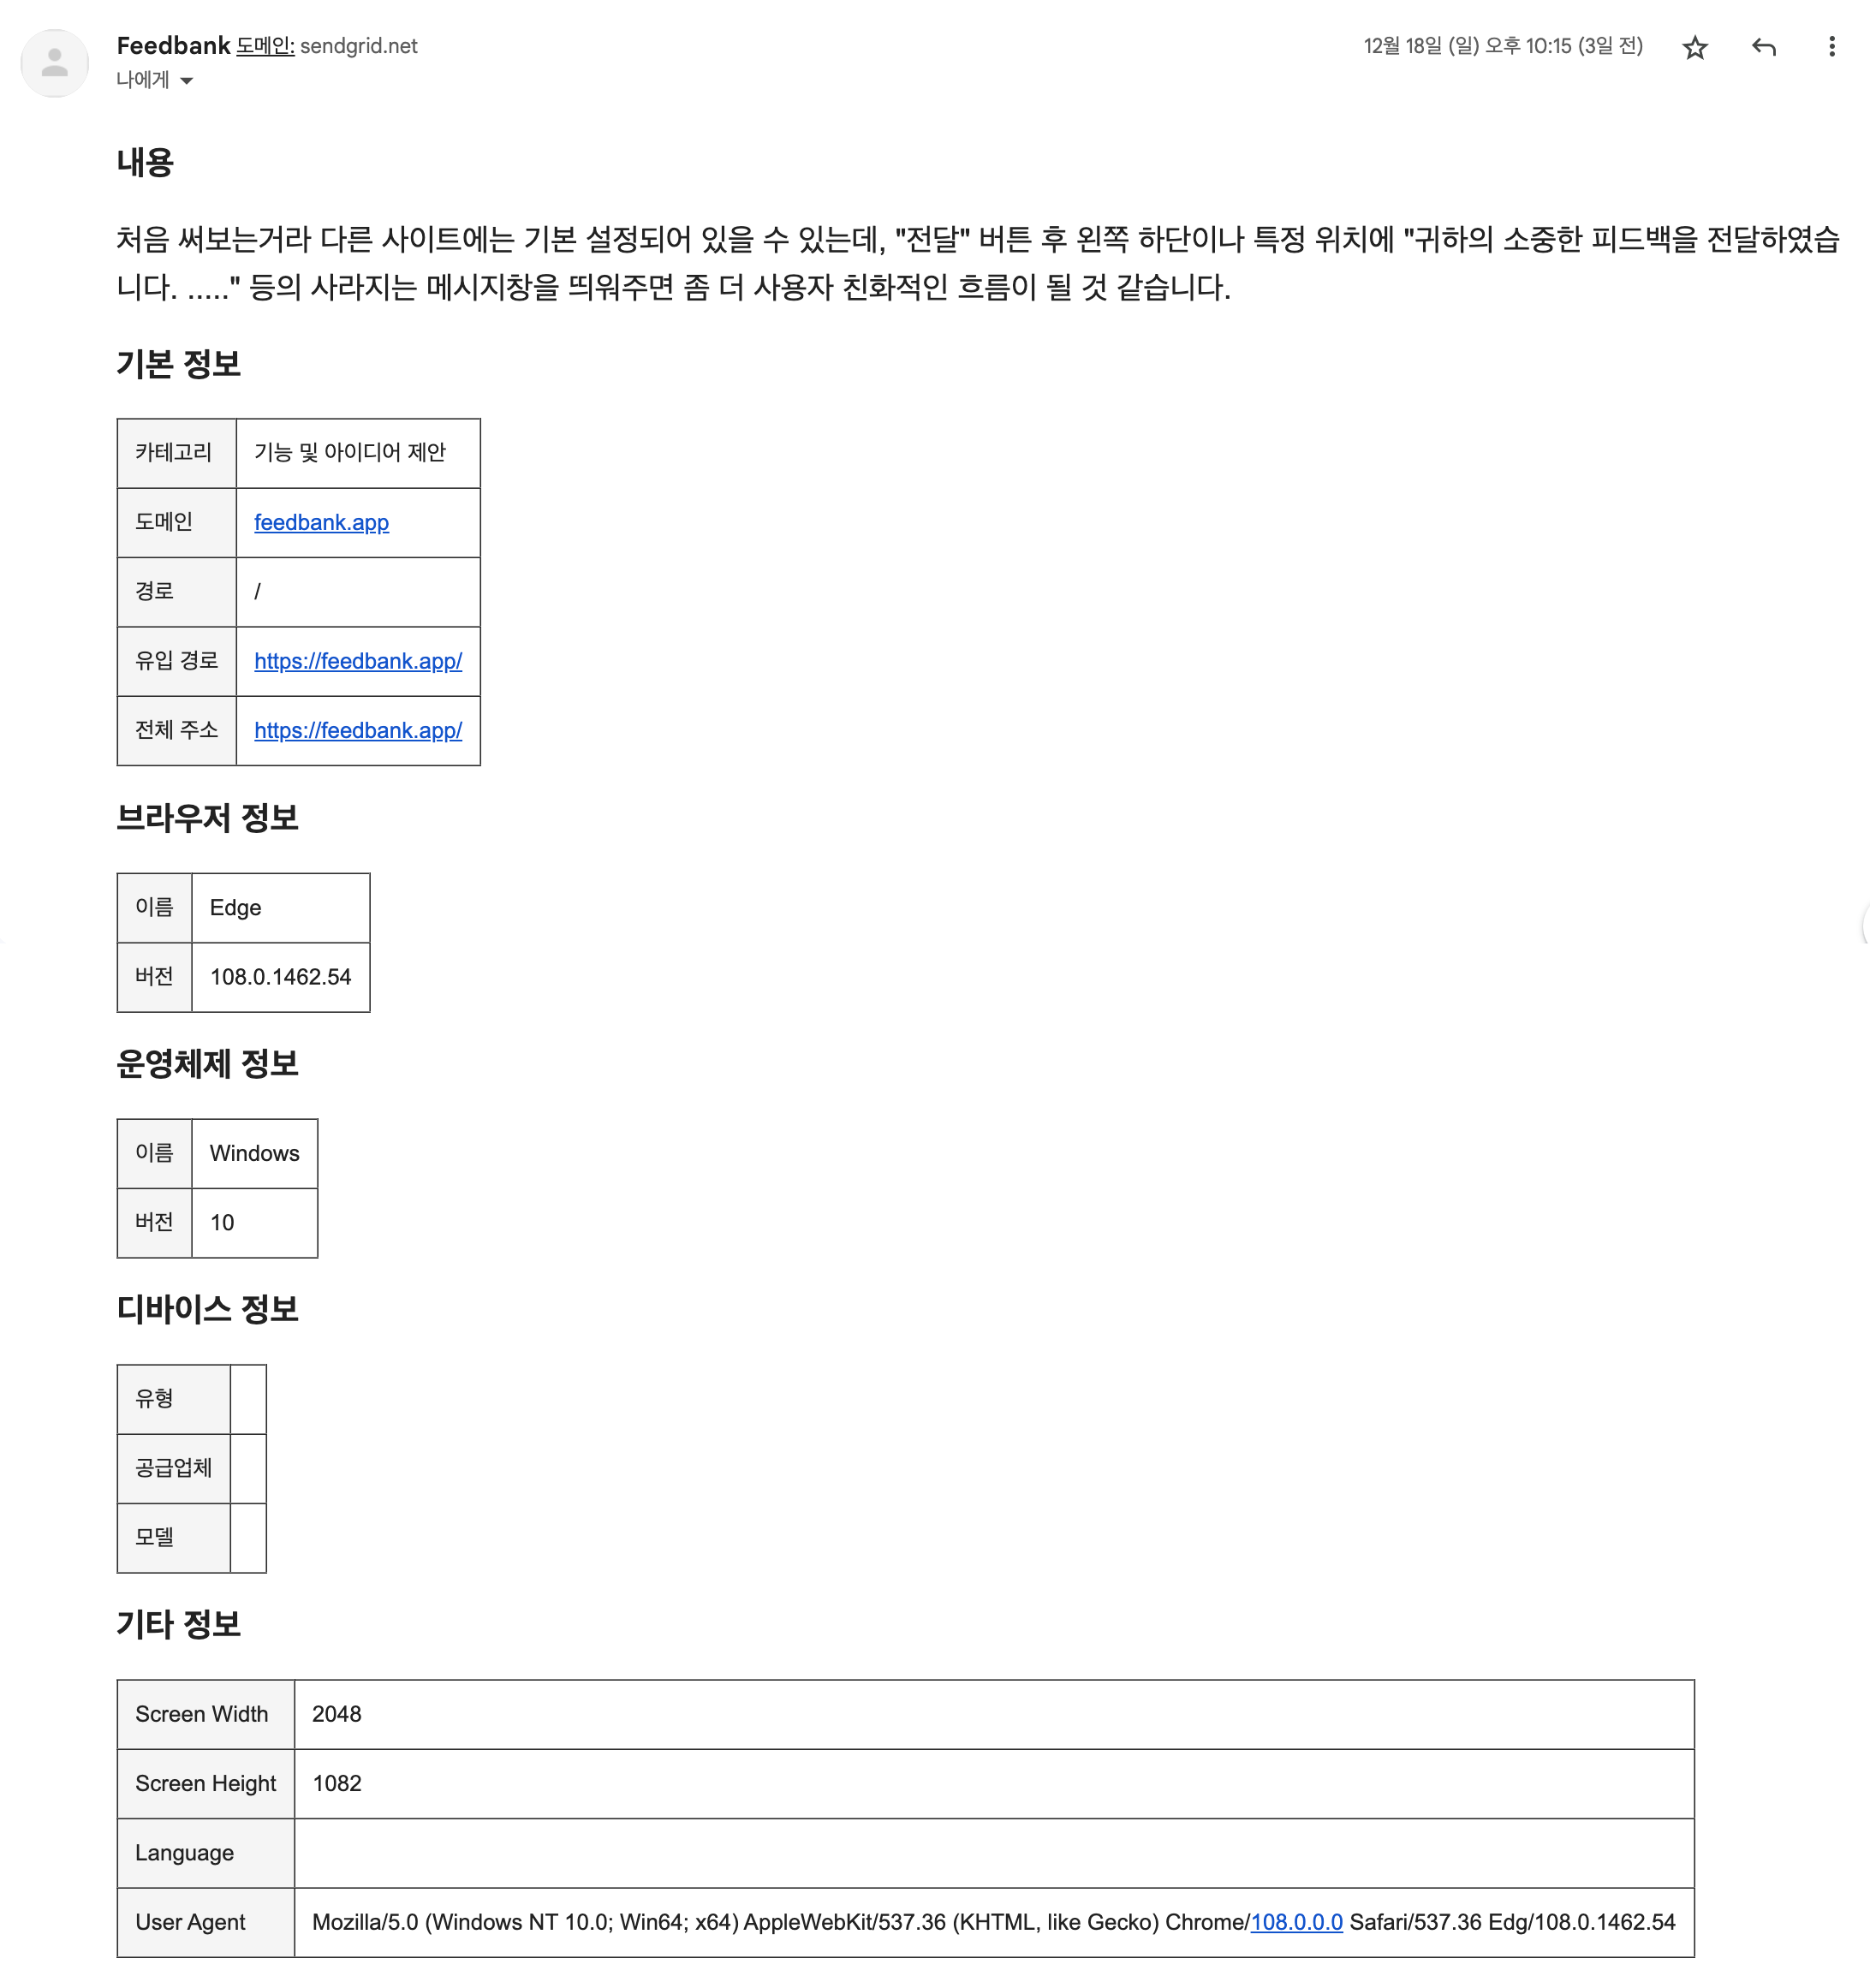 Feedbank 도메인: sendgrid.net
12월 18일 (일) 오후 10:15 (3일 전)
나에게
내용
처음 써보는거라 다른 사이트에는 기본 설정되어 있을 수 있는데, "전달" 버튼 후 왼쪽 하단이나 특정 위치에 "귀하의 소중한 피드백을 전달하였습
니다. ....." 등의 사라지는 메시지창을 띄워주면 좀 더 사용자 친화적인 흐름이 될 것 같습니다.
기본 정보
카테고리 기능 및 아이디어 제안
도메인 feedbank.app
경로 /
유입 경로 https://feedbank.app/
전체 주소 https://feedbank.app/
브라우저 정보
이름 Edge
버전 108.0.1462.54
운영체제 정보
이름 Windows
버전 10
디바이스 정보
유형
공급업체
모델
기타 정보
Screen Width 2048
Screen Height 1082
Language
User Agent Mozilla/5.0 (Windows NT 10.0; Win64; x64) AppleWebKit/537.36 (KHTML, like Gecko) Chrome/108.0.0.0 Safari/537.36 Edg/108.0.1462.54